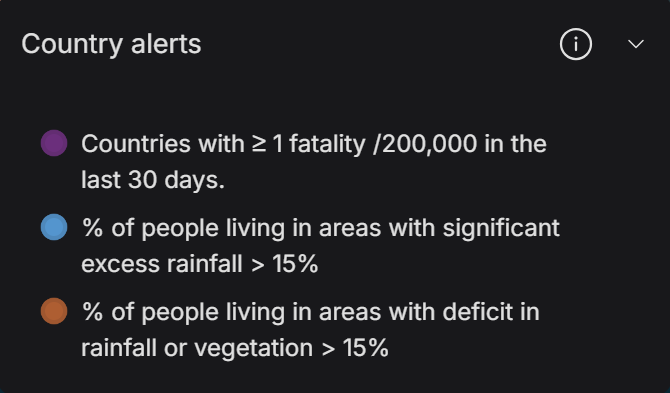 Country alerts
Countries with ≥ 1 fatality /200,000 in the
last 30 days.
% of people living in areas with significant
excess rainfall > 15%
% of people living in areas with deficit in
rainfall or vegetation > 15%